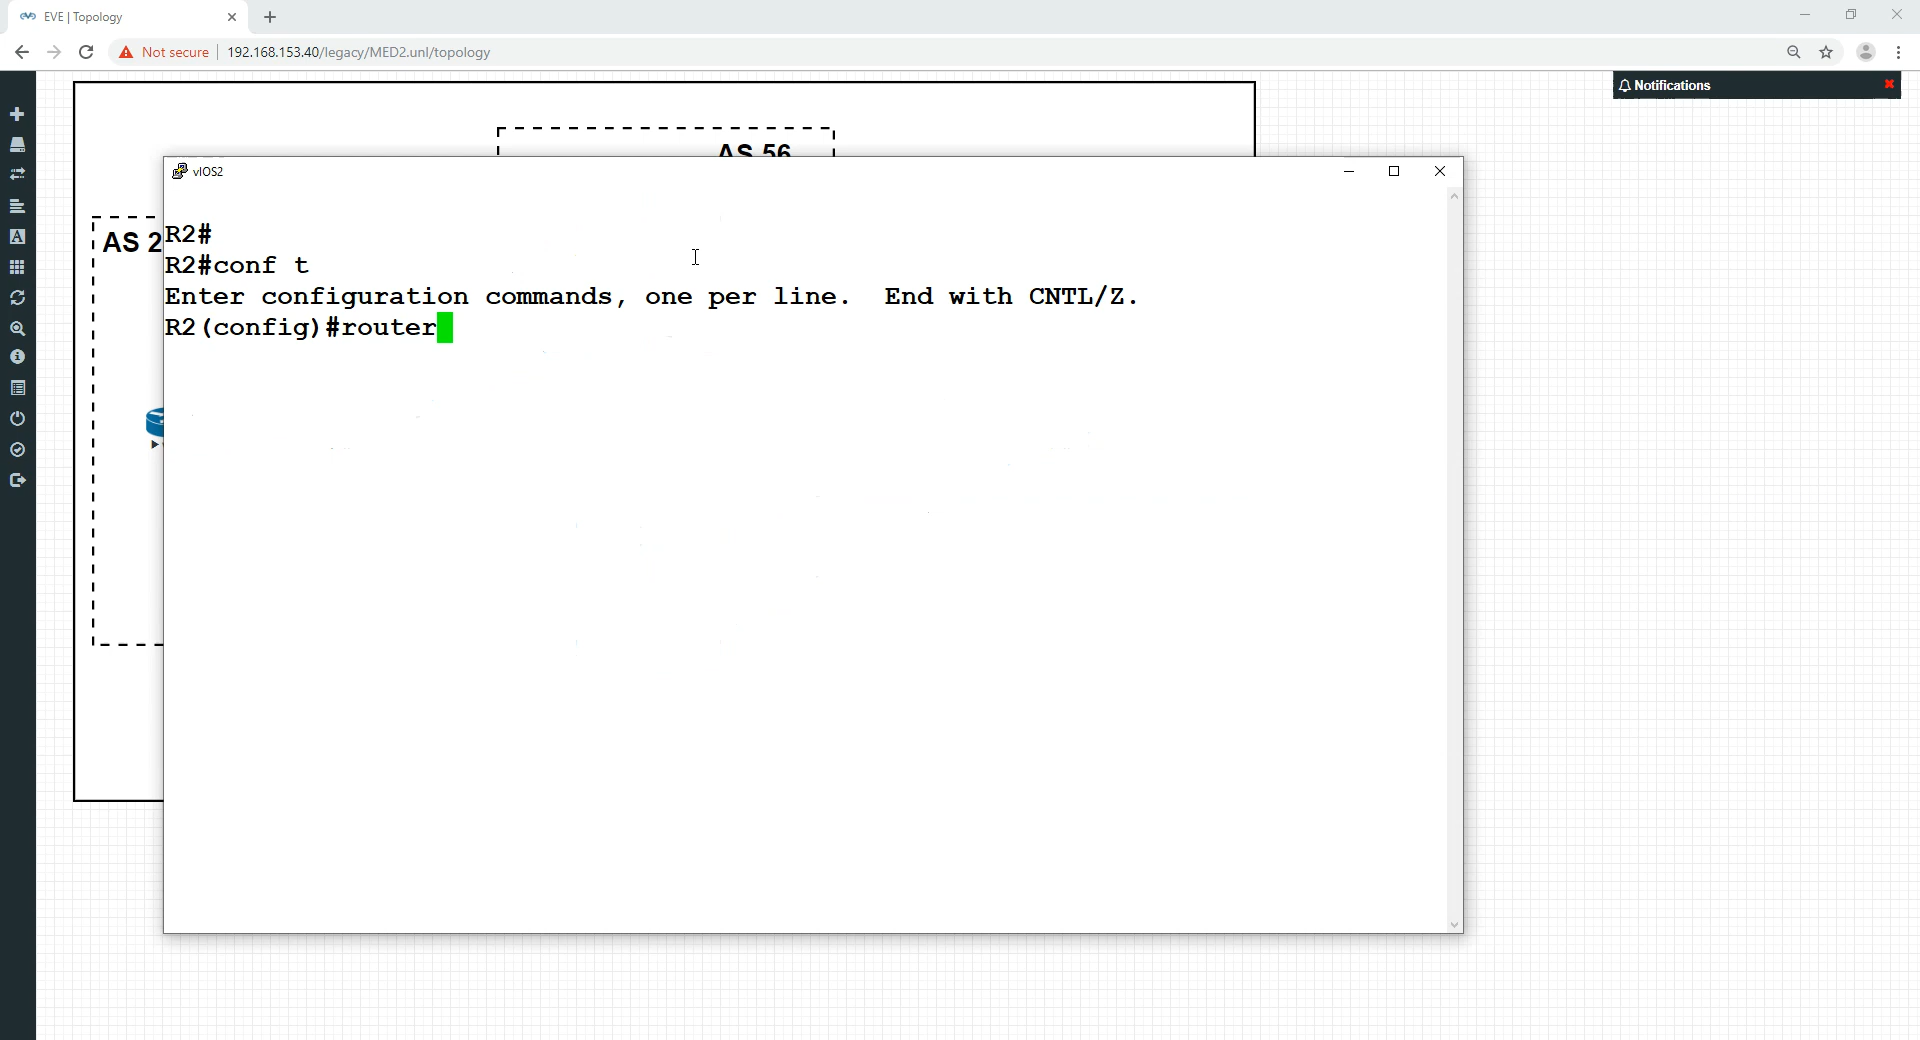 EVE | Topology
Not secure
192.168.153.40/legacy/MED2.unl/topology
Notifications
AS 56
vIOS2
AS 2
R2#
R2#conf t
Enter configuration commands, one per line.  End with CNTL/Z.
R2(config)#router